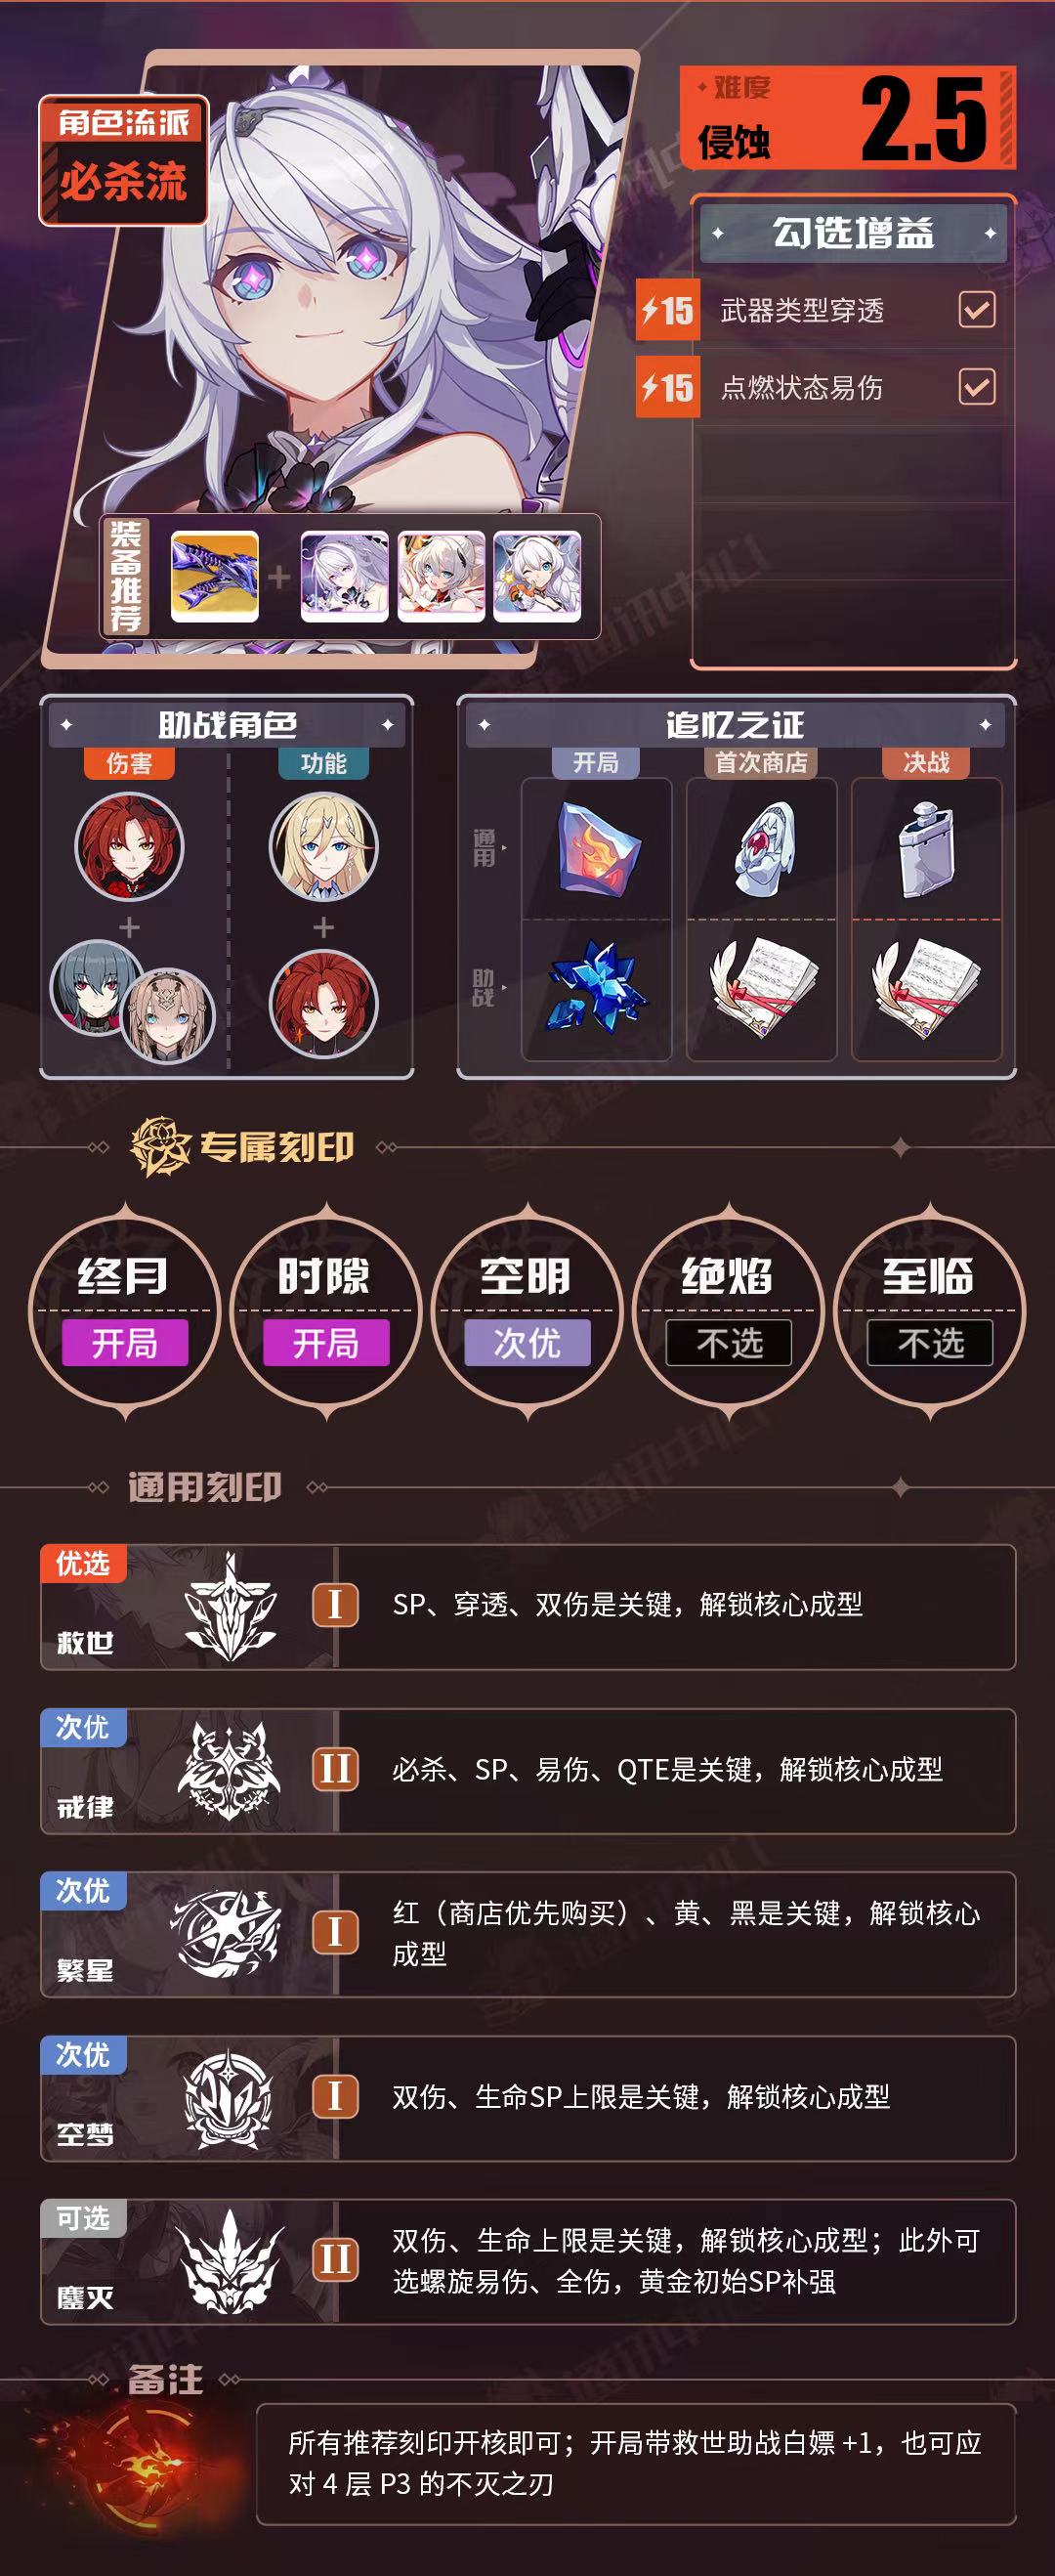 角色流派
必杀流
难度
侵蚀
2.5
勾选增益
15 武器类型穿透
15 点燃状态易伤
装备推荐
助战角色
伤害
功能
追忆之证
开局
首次商店
决战
通用
助战
专属刻印
终月
开局
时隙
开局
空明
次优
绝焰
不选
至临
不选
通用刻印
优选
救世
I
SP、穿透、双伤是关键，解锁核心成型
次优
戒律
II
必杀、SP、易伤、QTE是关键，解锁核心成型
次优
繁星
I
红（商店优先购买）、黄、黑是关键，解锁核心
成型
次优
空梦
I
双伤、生命SP上限是关键，解锁核心成型
可选
鏖灭
II
双伤、生命上限是关键，解锁核心成型；此外可
选螺旋易伤、全伤，黄金初始SP补强
备注
所有推荐刻印开核即可；开局带救世助战白嫖 +1，也可应
对 4 层 P3 的不灭之刃
通讯中心